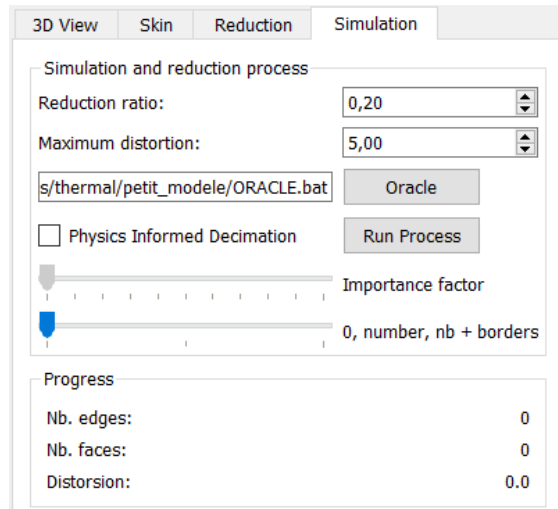 3D View Skin Reduction Simulation
Simulation and reduction process
Reduction ratio: 0,20
Maximum distortion: 5,00
s/thermal/petit_modele/ORACLE.bat Oracle
Physics Informed Decimation Run Process
Importance factor
0, number, nb + borders
Progress
Nb. edges: 0
Nb. faces: 0
Distorsion: 0.0